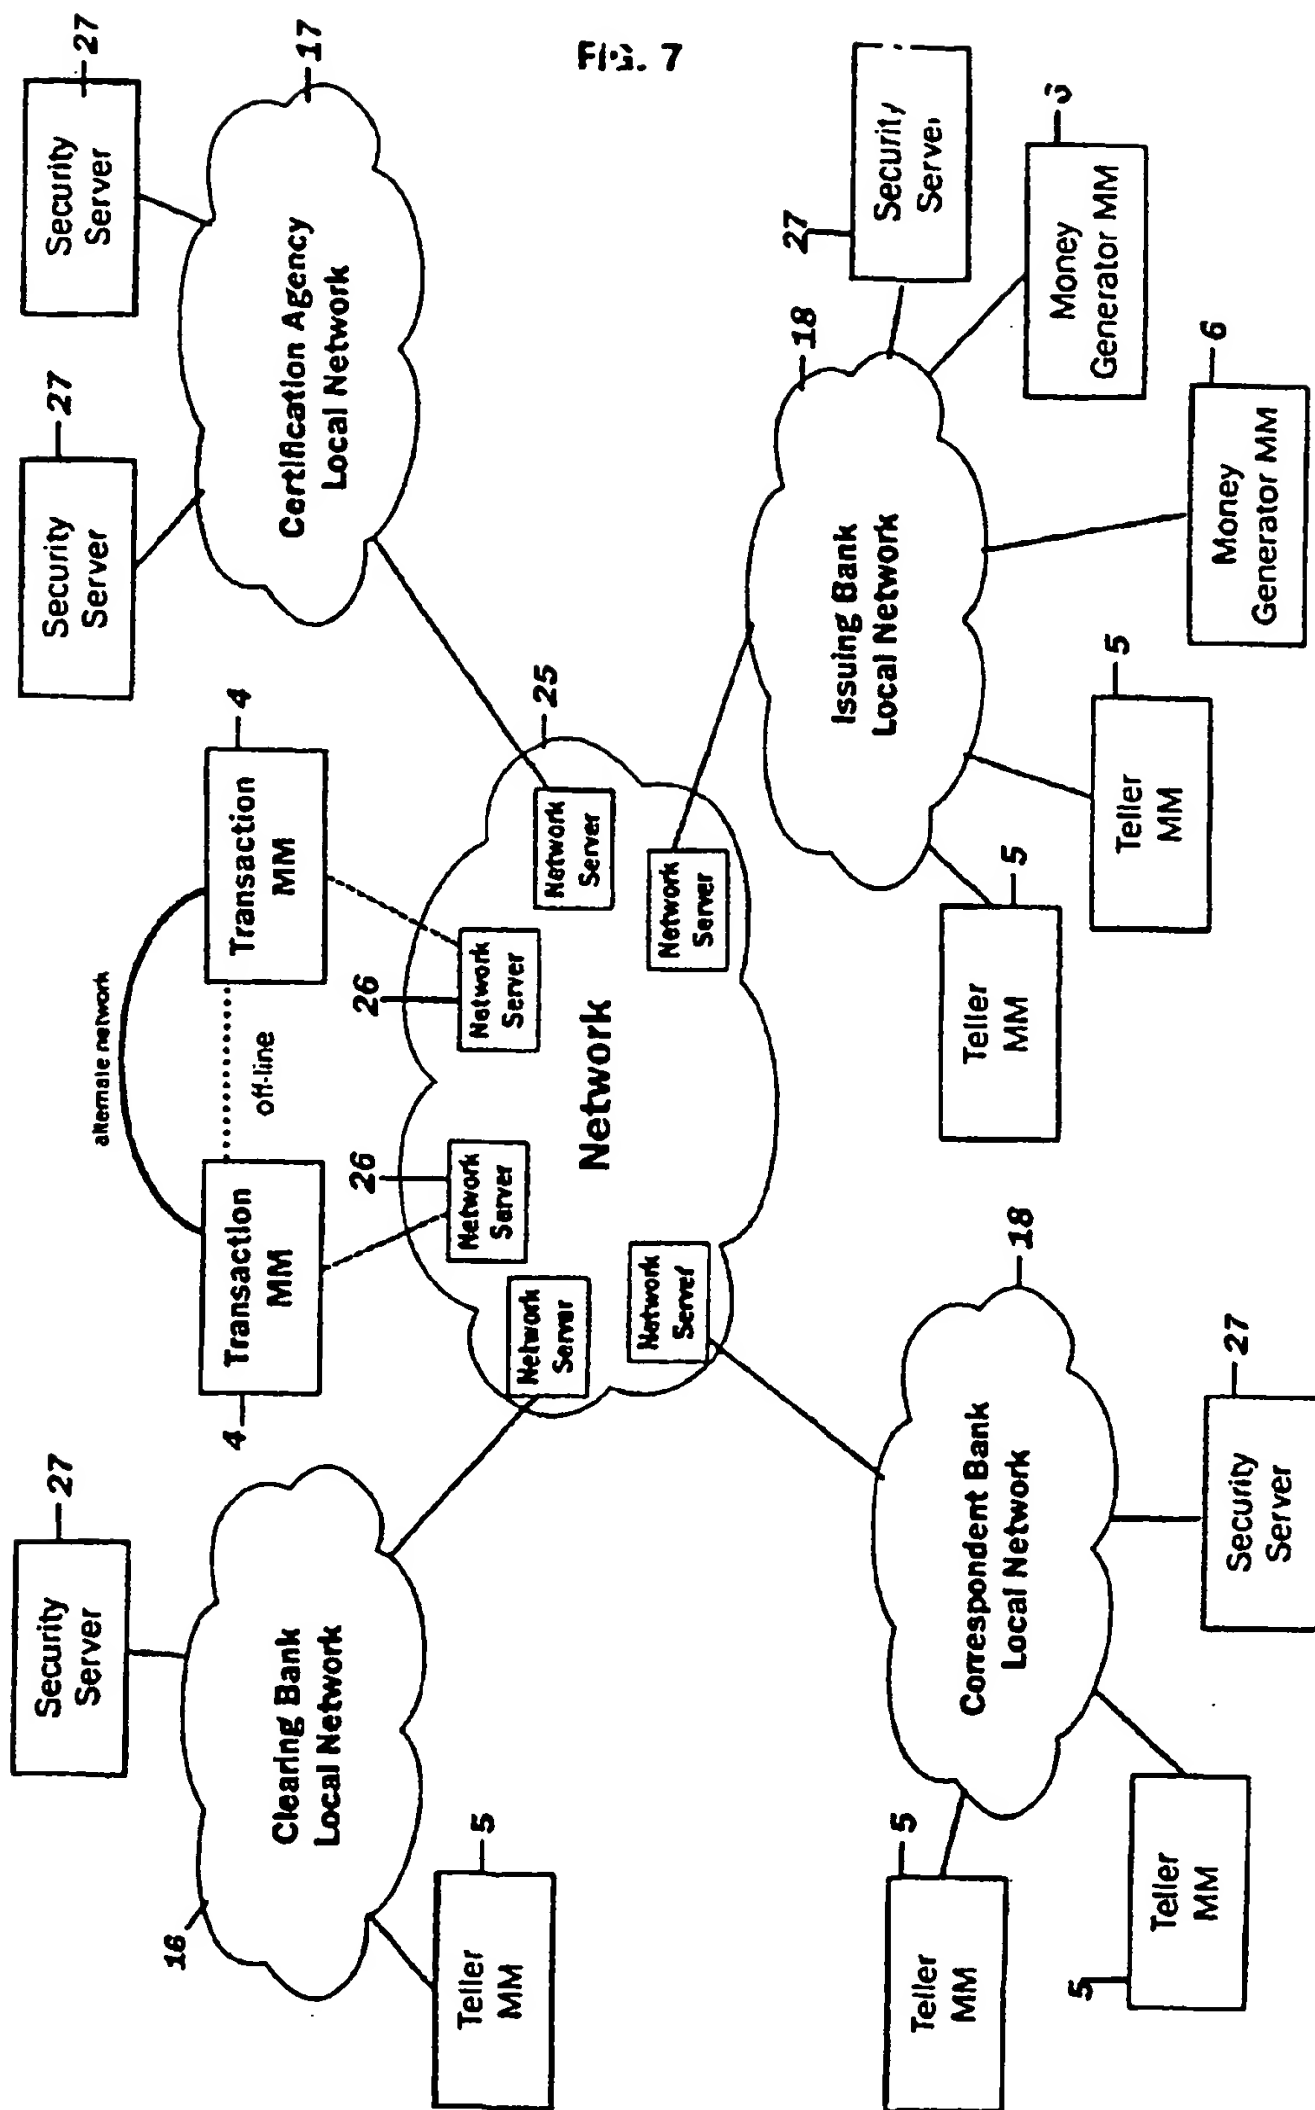 FIG. 7
27
Security
Server
16
Clearing Bank
Local Network
5
Teller
MM
alternate network
off-line
4
Transaction
MM
4
Transaction
MM
27
Security
Server
27
Security
Server
17
Certification Agency
Local Network
25
26
26
Network
Server
Network
Server
Network
Server
Network
Server
Network
Network
Server
Network
Server
18
Correspondent Bank
Local Network
5
Teller
MM
5
Teller
MM
27
Security
Server
18
Issuing Bank
Local Network
27
Security
Server
5
Teller
MM
5
Teller
MM
6
Money
Generator MM
Money
Generator MM